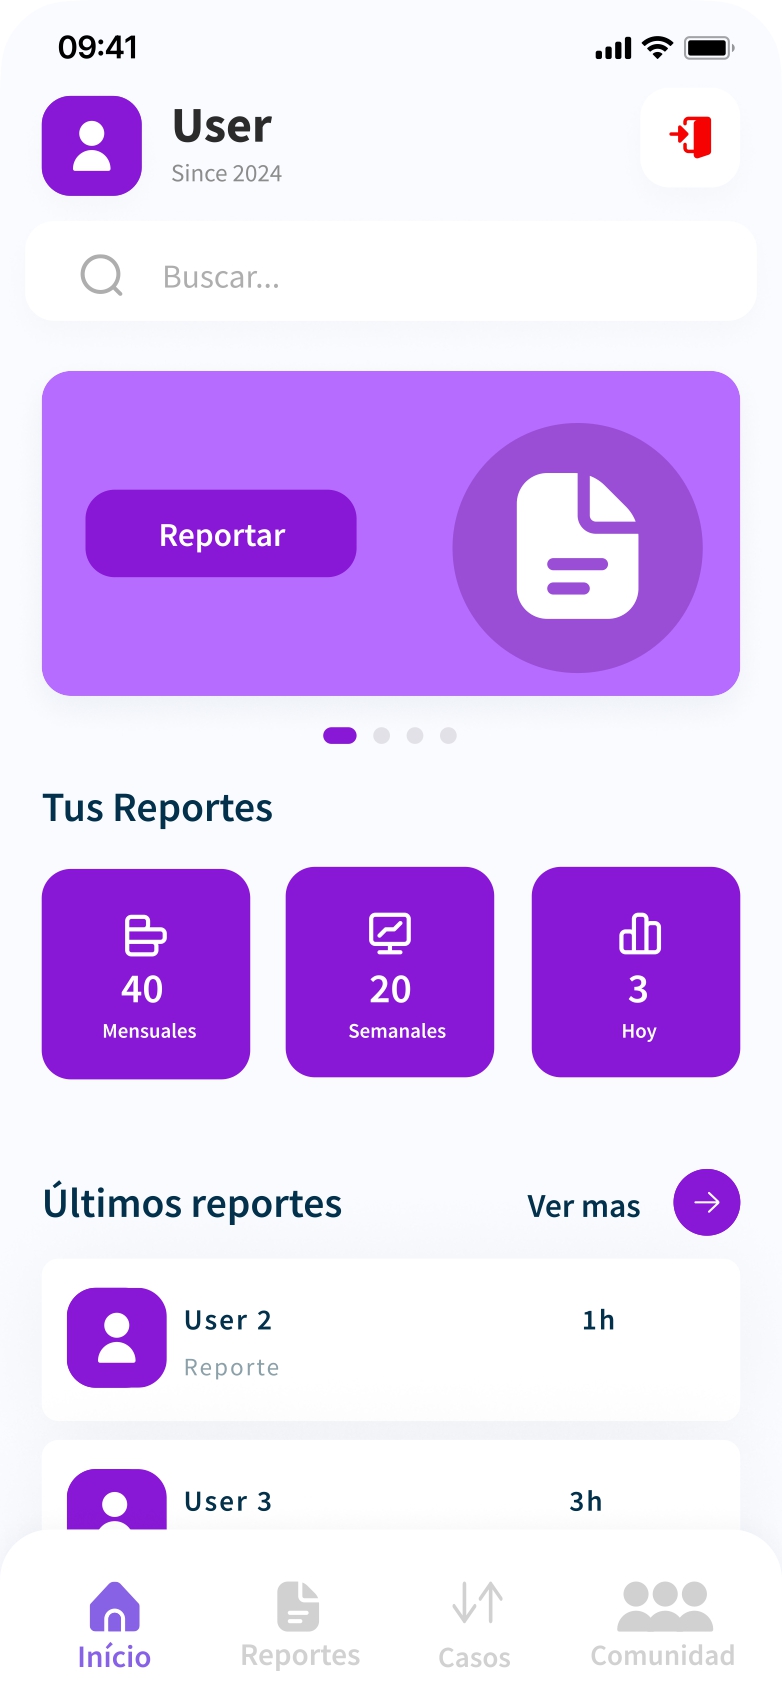 09:41
User
Since 2024
Buscar...
Reportar
Tus Reportes
40
Mensuales
20
Semanales
3
Hoy
Últimos reportes
Ver mas
User 2
1h
Reporte
User 3
3h
Início
Reportes
Casos
Comunidad